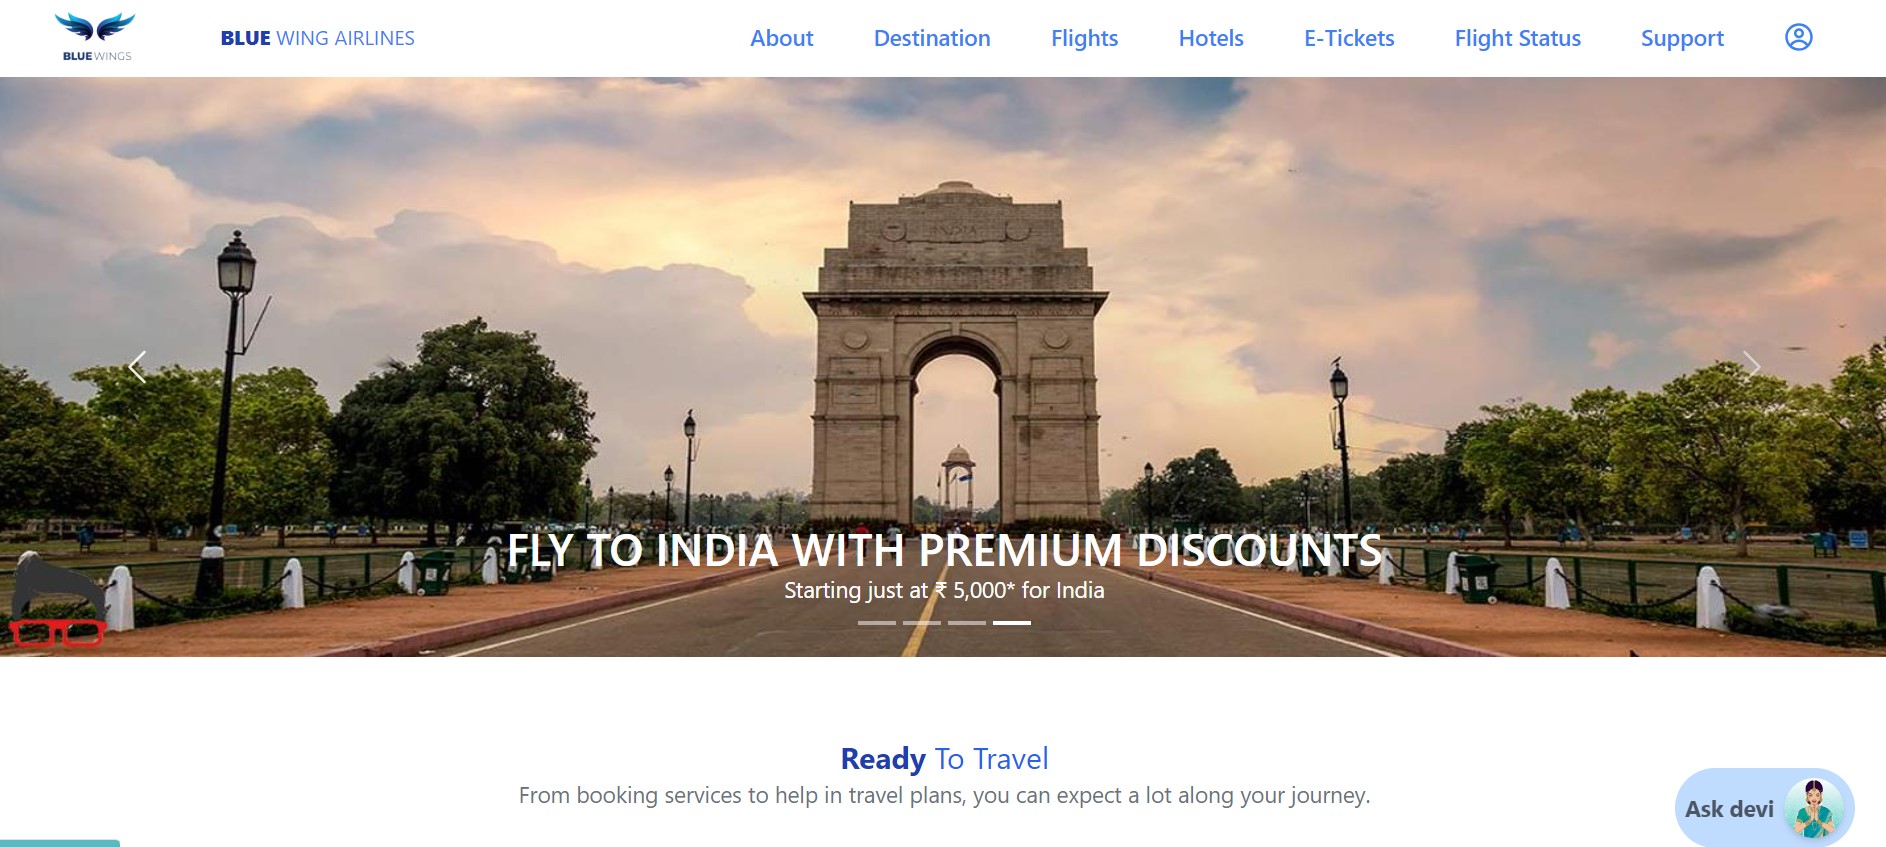 BLUEWINGS
BLUE WING AIRLINES
About
Destination
Flights
Hotels
E-Tickets
Flight Status
Support
INDIA
FLY TO INDIA WITH PREMIUM DISCOUNTS
Starting just at ₹ 5,000* for India
Ready To Travel
From booking services to help in travel plans, you can expect a lot along your journey.
Ask devi